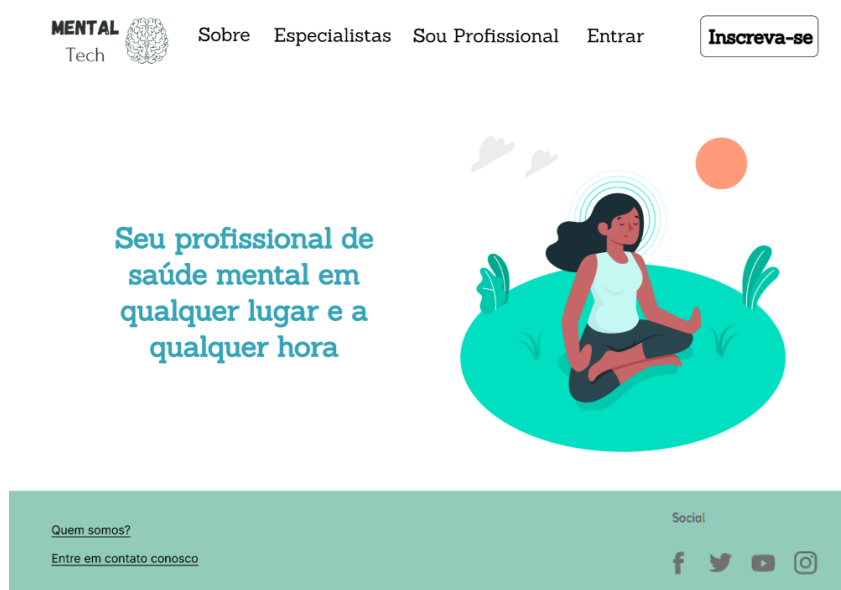 MENTAL
Tech
Sobre Especialistas Sou Profissional Entrar Inscreva-se
Seu profissional de
saúde mental em
qualquer lugar e a
qualquer hora
Quem somos?
Entre em contato conosco
Social